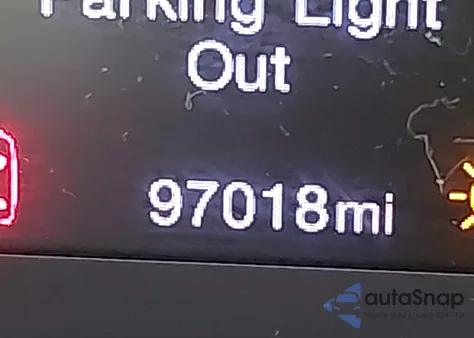 Parking Light
Out
97018mi
autoSnap